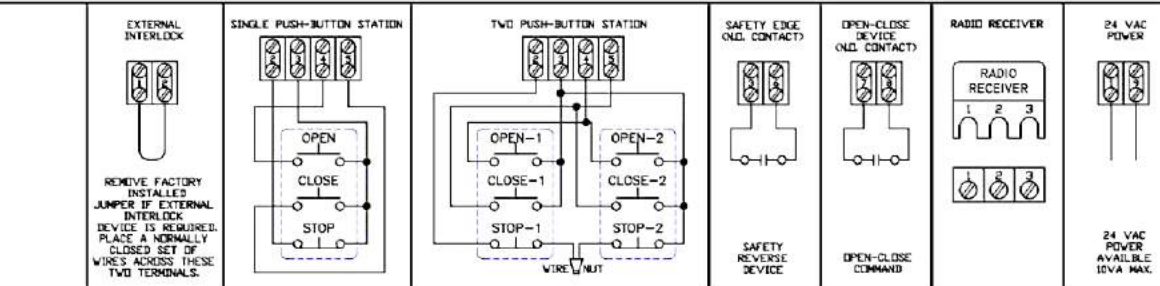 EXTERNAL
INTERLOCK
REMOVE FACTORY
INSTALLED
JUMPER IF EXTERNAL
INTERLOCK
DEVICE IS REQUIRED.
PLACE A NORMALLY
CLOSED SET OF
WIRES ACROSS THESE
TWO TERMINALS.
SINGLE PUSH-BUTTON STATION
2 3 4 5
OPEN
CLOSE
STOP
TWO PUSH-BUTTON STATION
2 3 4 5
OPEN-1
OPEN-2
CLOSE-1
CLOSE-2
STOP-1
STOP-2
WIRE NUT
SAFETY EDGE
(N.O. CONTACT)
SAFETY
REVERSE
DEVICE
OPEN-CLOSE
DEVICE
(N.O. CONTACT)
OPEN-CLOSE
COMMAND
RADIO RECEIVER
RADIO
RECEIVER
1 2 3
1 2 3
24 VAC
POWER
24 VAC
POWER
AVAILBLE
10VA MAX.